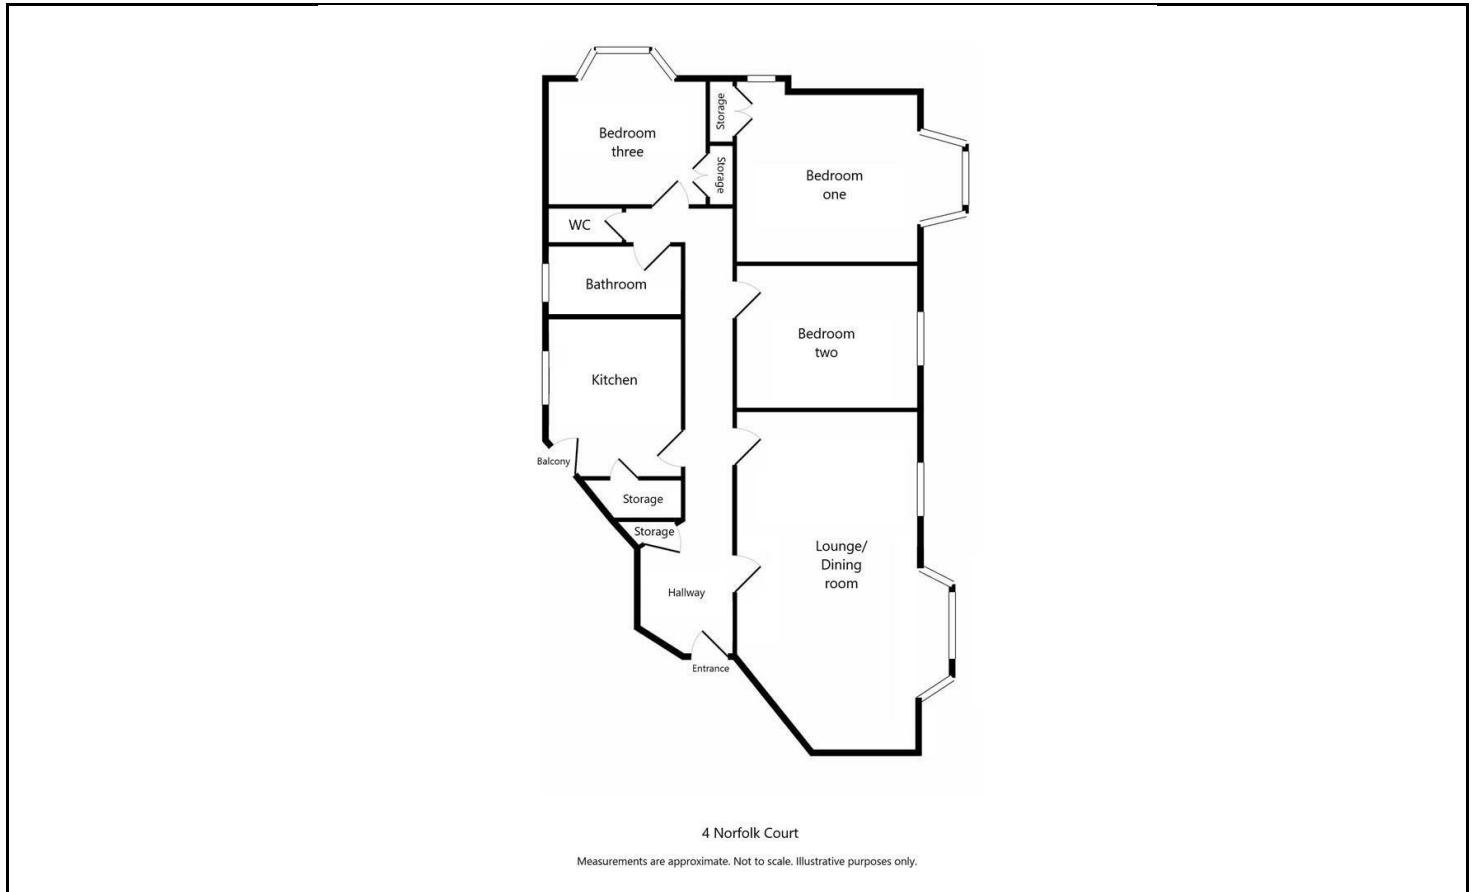 Bedroom
three
Storage
Storage
Bedroom
one
WC
Bathroom
Bedroom
two
Kitchen
Balcony
Storage
Storage
Lounge/
Dining
room
Hallway
Entrance
4 Norfolk Court
Measurements are approximate. Not to scale. Illustrative purposes only.